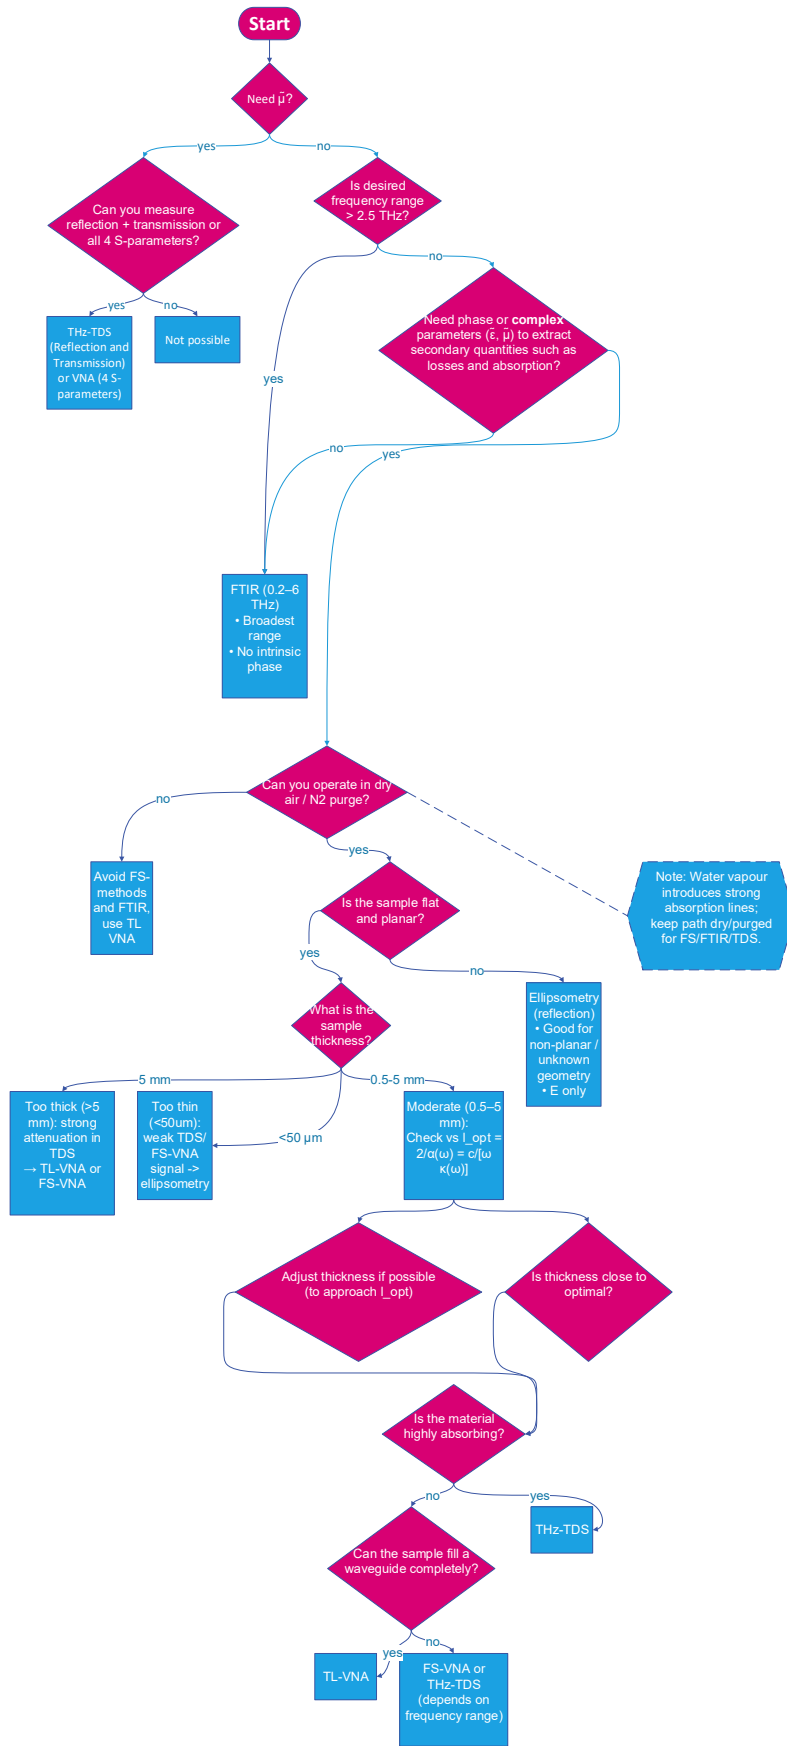 Start
Need μ̃?
yes
no
Can you measure
reflection + transmission or
all 4 S-parameters?
Is desired
frequency range
> 2.5 THz?
yes
no
THz-TDS
(Reflection and
Transmission)
or VNA (4 S-
parameters)
Not possible
no
yes
Need phase or complex
parameters (ε̃, μ̃) to extract
secondary quantities such as
losses and absorption?
no
yes
FTIR (0.2–6
THz)
• Broadest
range
• No intrinsic
phase
Can you operate in dry
air / N2 purge?
no
yes
Avoid FS-
methods
and FTIR,
use TL
VNA
Note: Water vapour
introduces strong
absorption lines;
keep path dry/purged
for FS/FTIR/TDS.
Is the sample flat
and planar?
yes
no
Ellipsometry
(reflection)
• Good for
non-planar /
unknown
geometry
• E only
What is the
sample
thickness?
5 mm
<50 μm
0.5-5 mm
Too thick (>5
mm): strong
attenuation in
TDS
→ TL-VNA or
FS-VNA
Too thin
(<50um):
weak TDS/
FS-VNA
signal ->
ellipsometry
Moderate (0.5–5
mm):
Check vs l_opt =
2/α(ω) = c/[ω
κ(ω)]
Adjust thickness if possible
(to approach l_opt)
Is thickness close to
optimal?
Is the material
highly absorbing?
no
yes
THz-TDS
Can the sample fill a
waveguide completely?
yes
no
TL-VNA
FS-VNA or
THz-TDS
(depends on
frequency range)